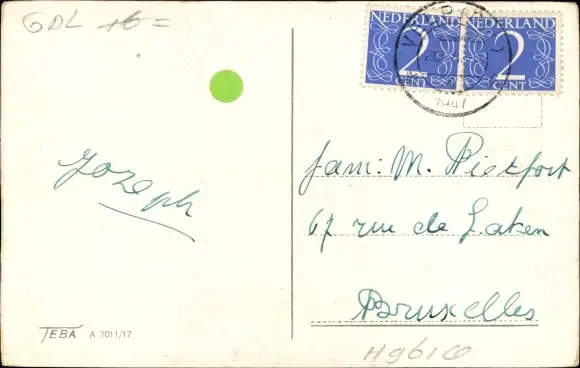 GDL 16 =
NEDERLAND NEDERLAND
2 2
CENT CENT
1947
Jozeph
fam: M. Pietfort
67 rue de Laken
Bruxelles
TEBA A 7011/17
H9616